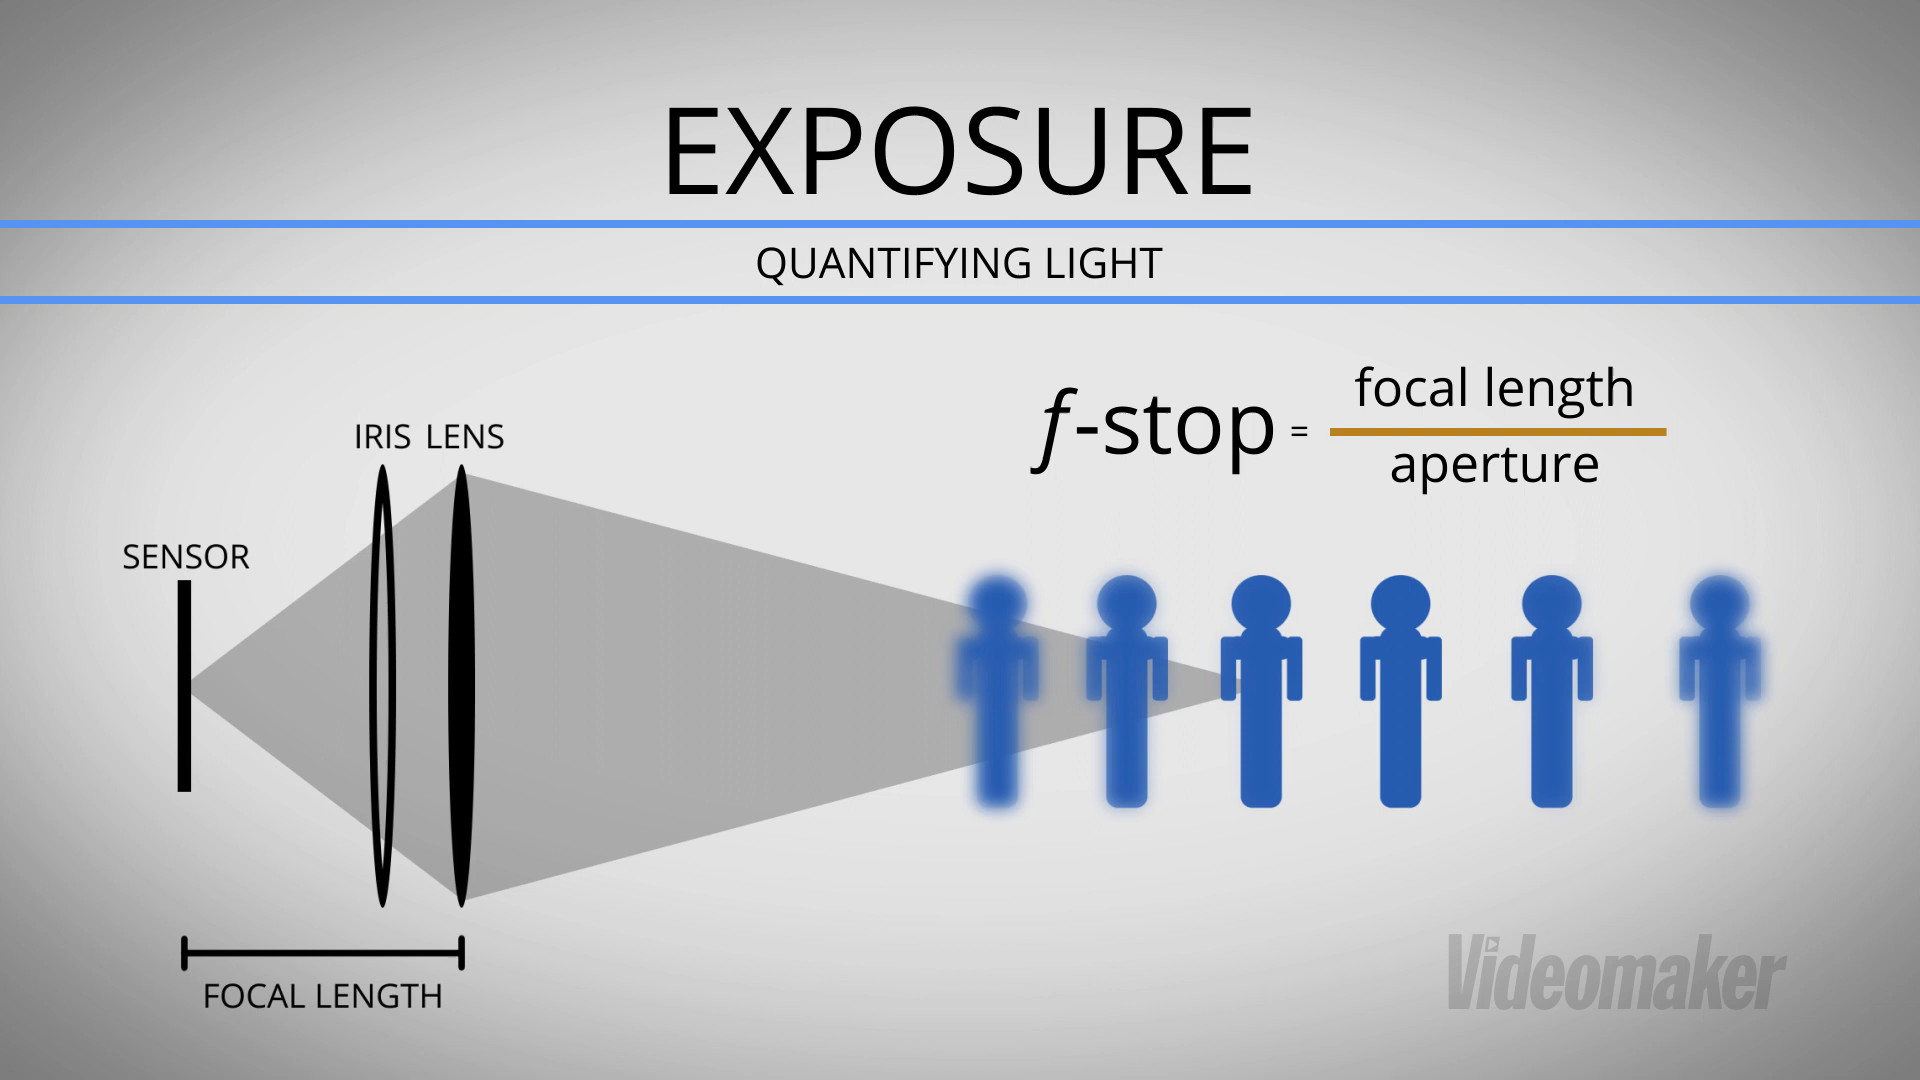 EXPOSURE
QUANTIFYING LIGHT
f-stop = focal length
aperture
IRIS LENS
SENSOR
FOCAL LENGTH
Videomaker